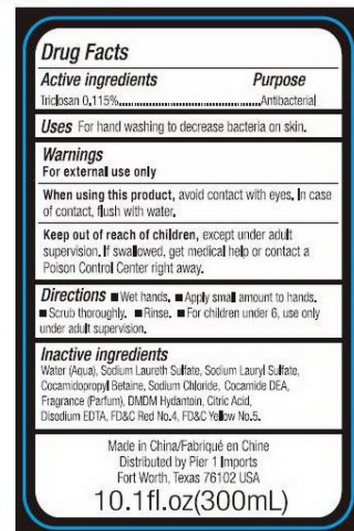 Drug Facts
Active ingredients Purpose
Triclosan 0.115%..........................................Antibacterial
Uses For hand washing to decrease bacteria on skin.
Warnings
For external use only
When using this product, avoid contact with eyes. In case
of contact, flush with water.
Keep out of reach of children, except under adult
supervision. If swallowed, get medical help or contact a
Poison Control Center right away.
Directions ■ Wet hands. ■ Apply small amount to hands.
■ Scrub thoroughly. ■ Rinse. ■ For children under 6, use only
under adult supervision.
Inactive ingredients
Water (Aqua), Sodium Laureth Sulfate, Sodium Lauryl Sulfate,
Cocamidopropyl Betaine, Sodium Chloride, Cocamide DEA,
Fragrance (Parfum), DMDM Hydantoin, Citric Acid,
Disodium EDTA, FD&C Red No.4, FD&C Yellow No.5.
Made in China/Fabriqué en Chine
Distributed by Pier 1 Imports
Fort Worth, Texas 76102 USA
10.1fl.oz(300mL)